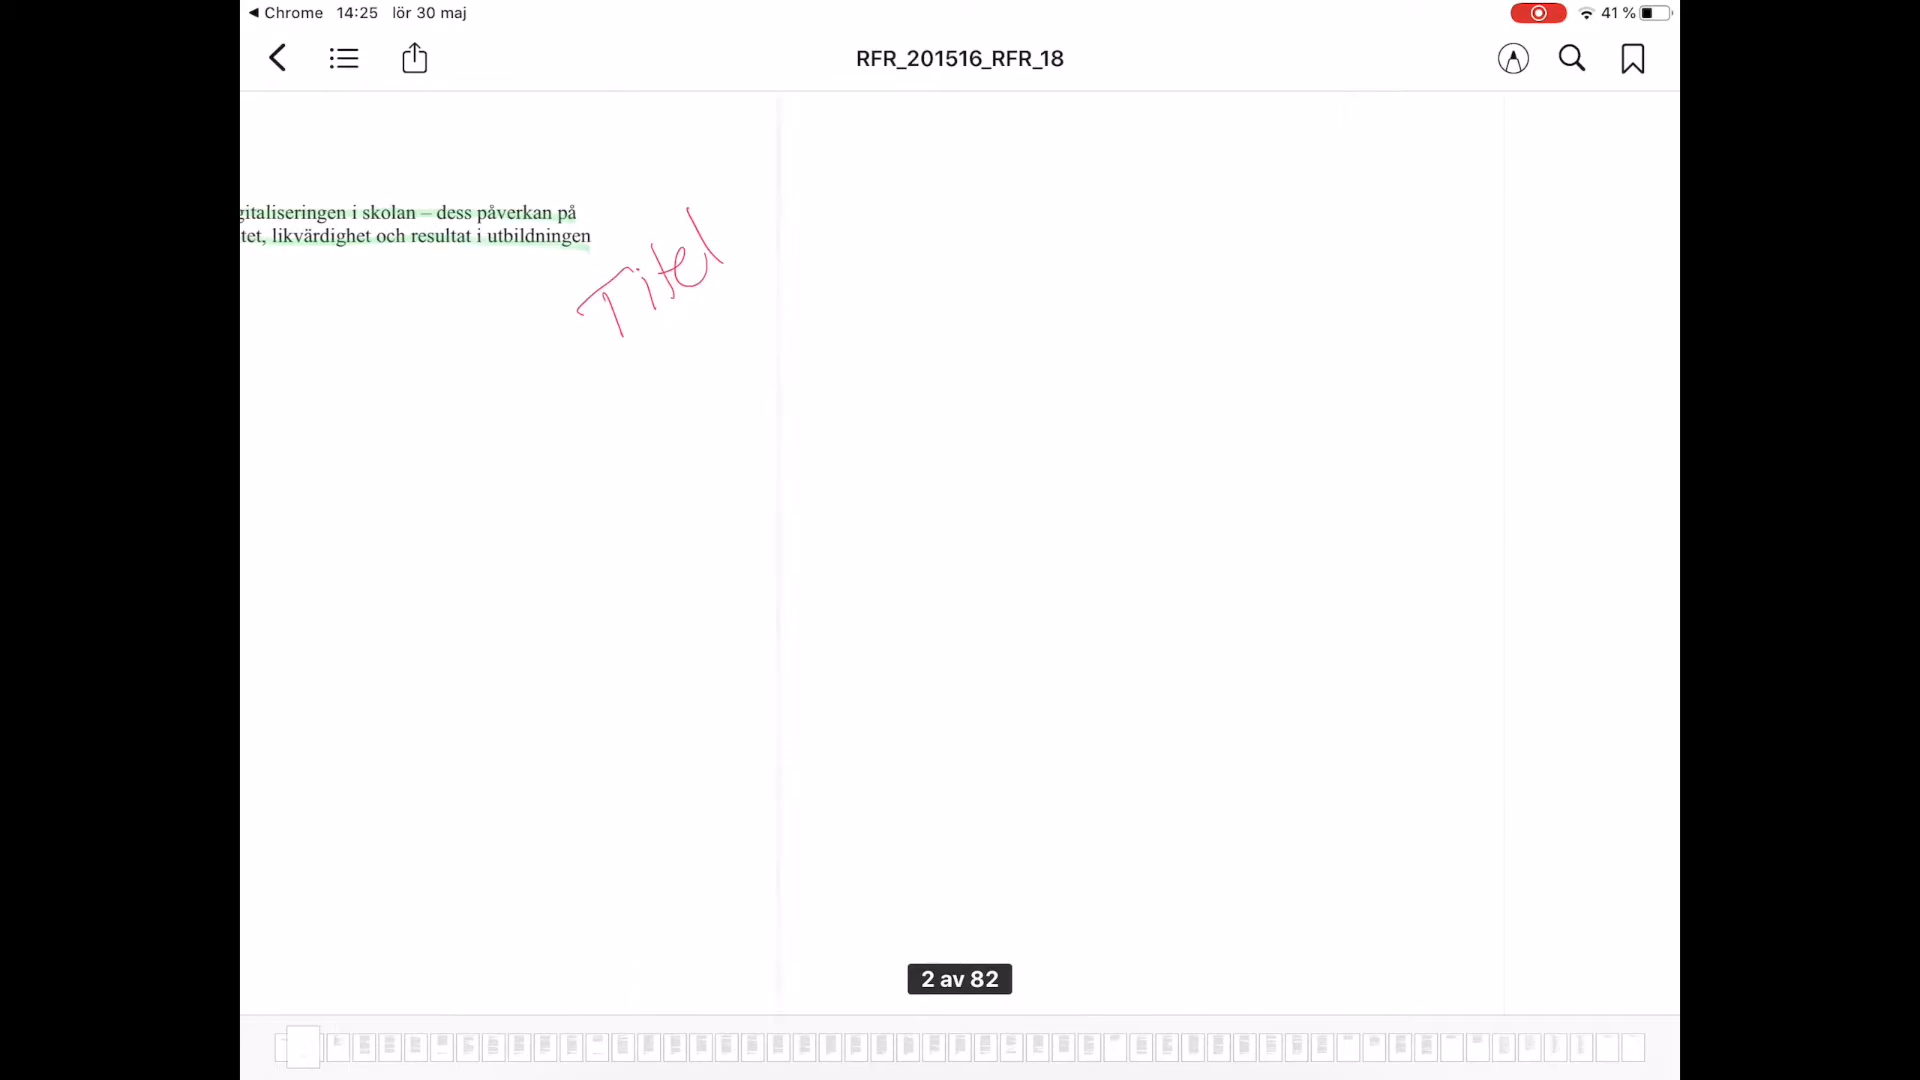 ◀ Chrome 14:25 lör 30 maj
41 %
RFR_201516_RFR_18
gitaliseringen i skolan – dess påverkan på
tet, likvärdighet och resultat i utbildningen
Titel
2 av 82